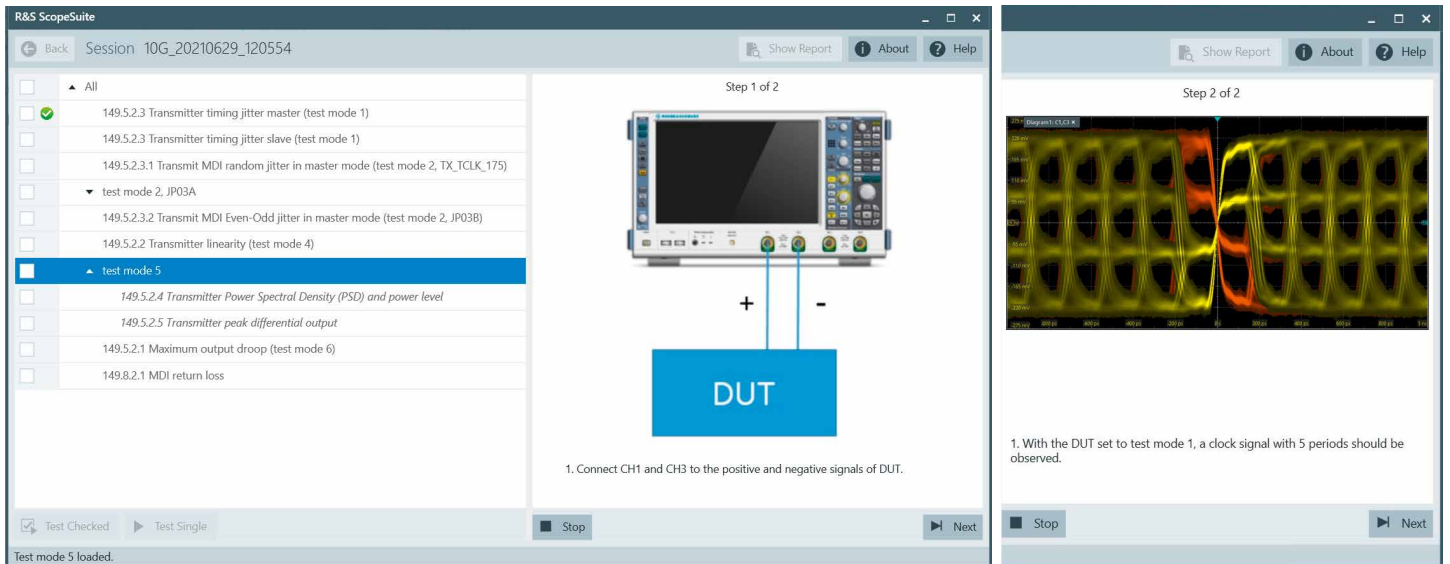 R&S ScopeSuite
Back
Session 10G_20210629_120554
Show Report
About
Help
All
149.5.2.3 Transmitter timing jitter master (test mode 1)
149.5.2.3 Transmitter timing jitter slave (test mode 1)
149.5.2.3.1 Transmit MDI random jitter in master mode (test mode 2, TX_TCLK_175)
test mode 2, JP03A
149.5.2.3.2 Transmit MDI Even-Odd jitter in master mode (test mode 2, JP03B)
149.5.2.2 Transmitter linearity (test mode 4)
test mode 5
149.5.2.4 Transmitter Power Spectral Density (PSD) and power level
149.5.2.5 Transmitter peak differential output
149.5.2.1 Maximum output droop (test mode 6)
149.8.2.1 MDI return loss
Test Checked
Test Single
Test mode 5 loaded.
Step 1 of 2
+ -
DUT
1. Connect CH1 and CH3 to the positive and negative signals of DUT.
Stop
Next
Show Report
About
Help
Step 2 of 2
Diagram1: C1,C3
1. With the DUT set to test mode 1, a clock signal with 5 periods should be
observed.
Stop
Next